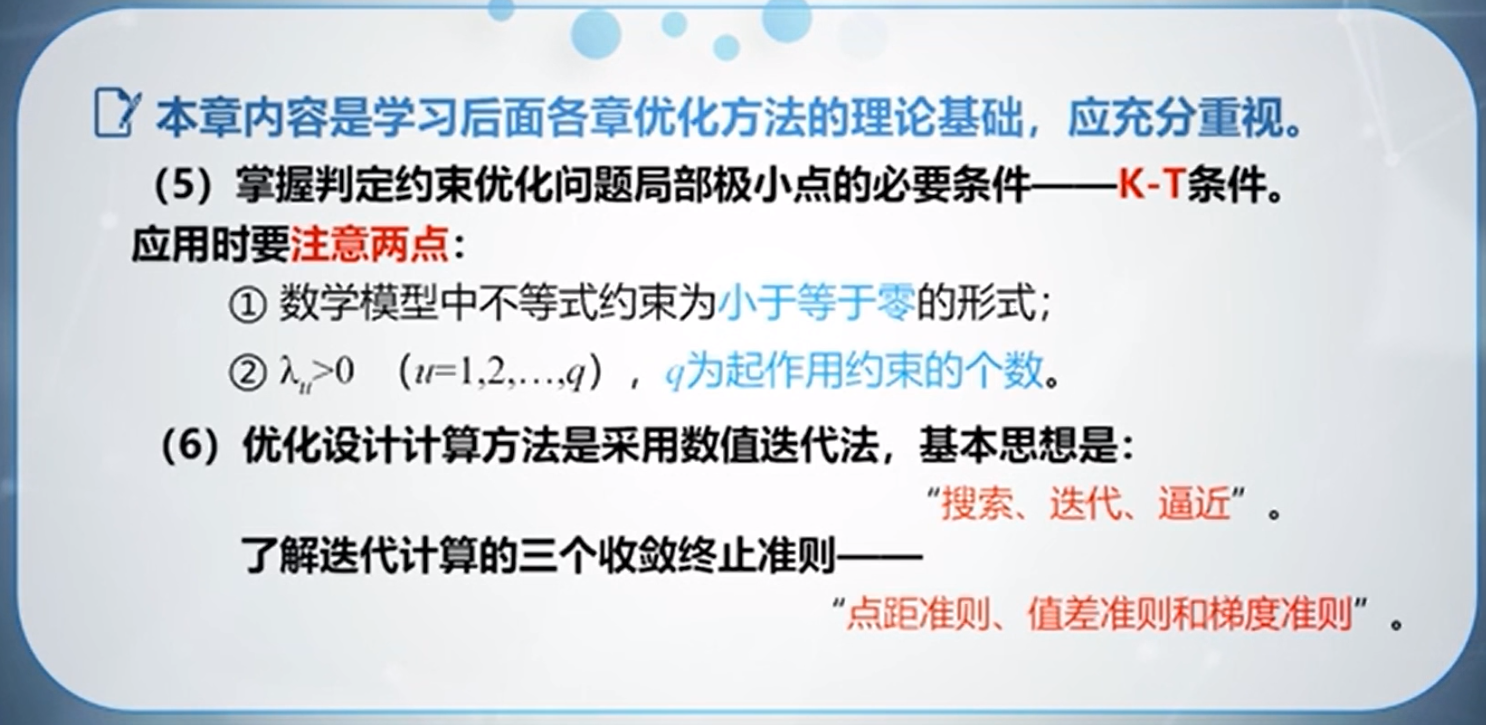 本章内容是学习后面各章优化方法的理论基础，应充分重视。
（5）掌握判定约束优化问题局部极小点的必要条件——K-T条件。
应用时要注意两点：
① 数学模型中不等式约束为小于等于零的形式；
② λu>0 （u=1,2,…,q），q为起作用约束的个数。
（6）优化设计计算方法是采用数值迭代法，基本思想是：
“搜索、迭代、逼近”。
了解迭代计算的三个收敛终止准则——
“点距准则、值差准则和梯度准则”。